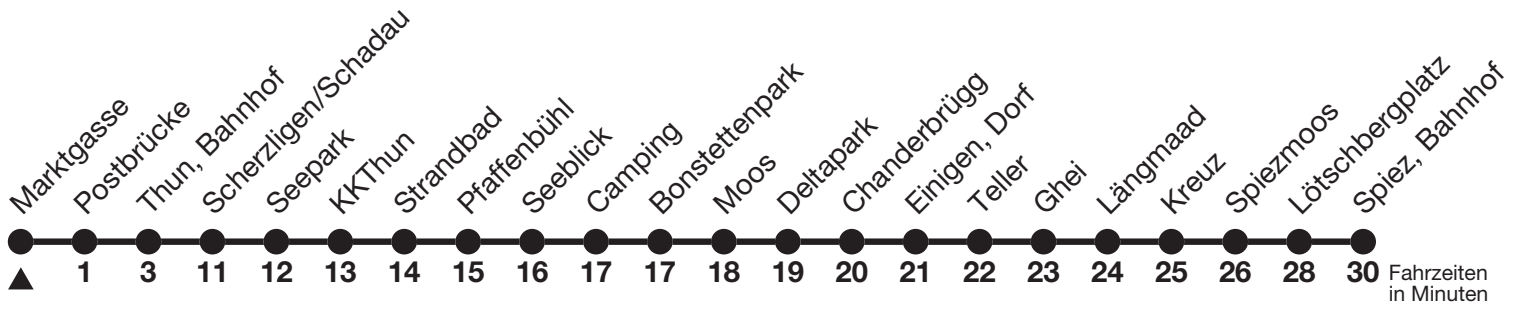 Marktgasse
Postbrücke
Thun, Bahnhof
Scherzligen/Schadau
Seepark
KKThun
Strandbad
Pfaffenbühl
Seeblick
Camping
Bonstettenpark
Moos
Deltapark
Chanderbrügg
Einigen, Dorf
Teller
Ghei
Längmaad
Kreuz
Spiezmoos
Lötschbergplatz
Spiez, Bahnhof
1 3 11 12 13 14 15 16 17 17 18 19 20 21 22 23 24 25 26 28 30
Fahrzeiten
in Minuten